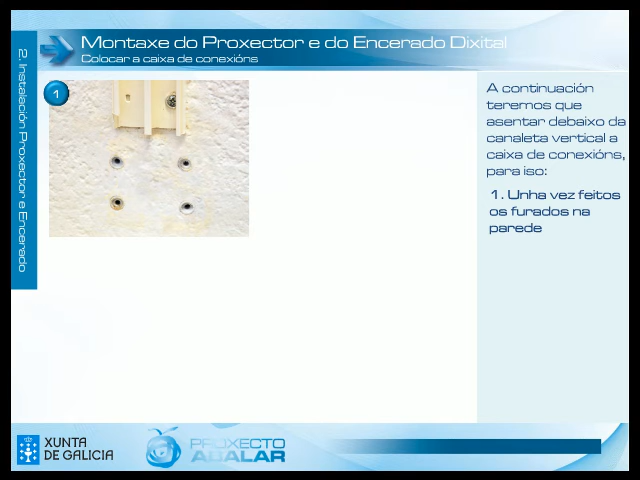 Montaxe do Proxector e do Encerado Dixital
Colocar a caixa de conexións
2. Instalación Proxector e Encerado
1
A continuación
teremos que
asentar debaixo da
canaleta vertical a
caixa de conexións,
para iso:
1. Unha vez feitos
os furados na
parede
XUNTA
DE GALICIA
PROXECTO
ABALAR